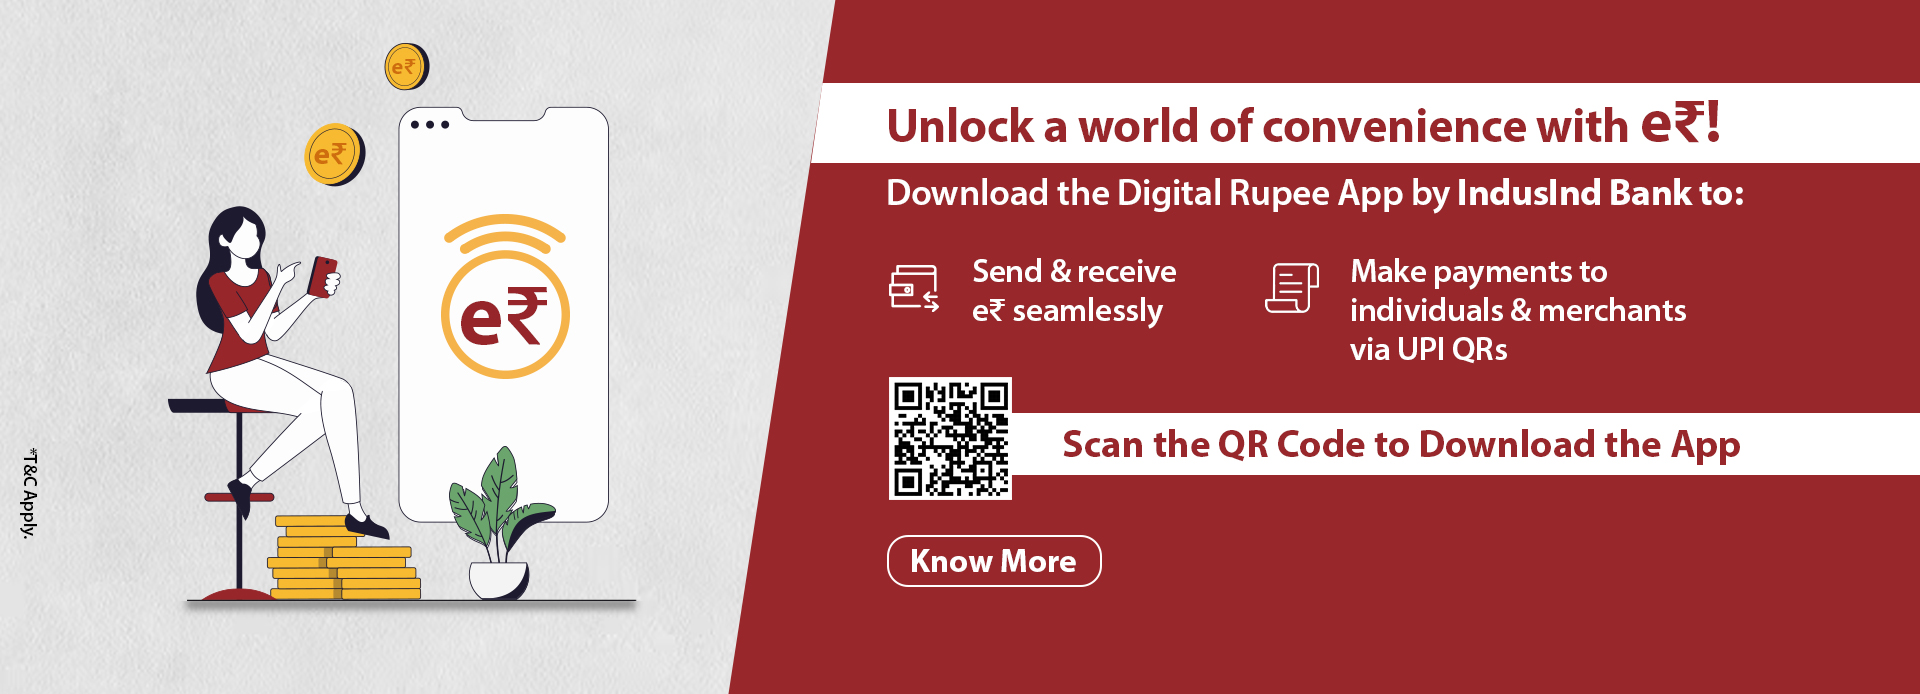 e₹
e₹
e₹
*T&C Apply.
Unlock a world of convenience with e₹!
Download the Digital Rupee App by IndusInd Bank to:
Send & receive
e₹ seamlessly
Make payments to
individuals & merchants
via UPI QRs
Scan the QR Code to Download the App
Know More